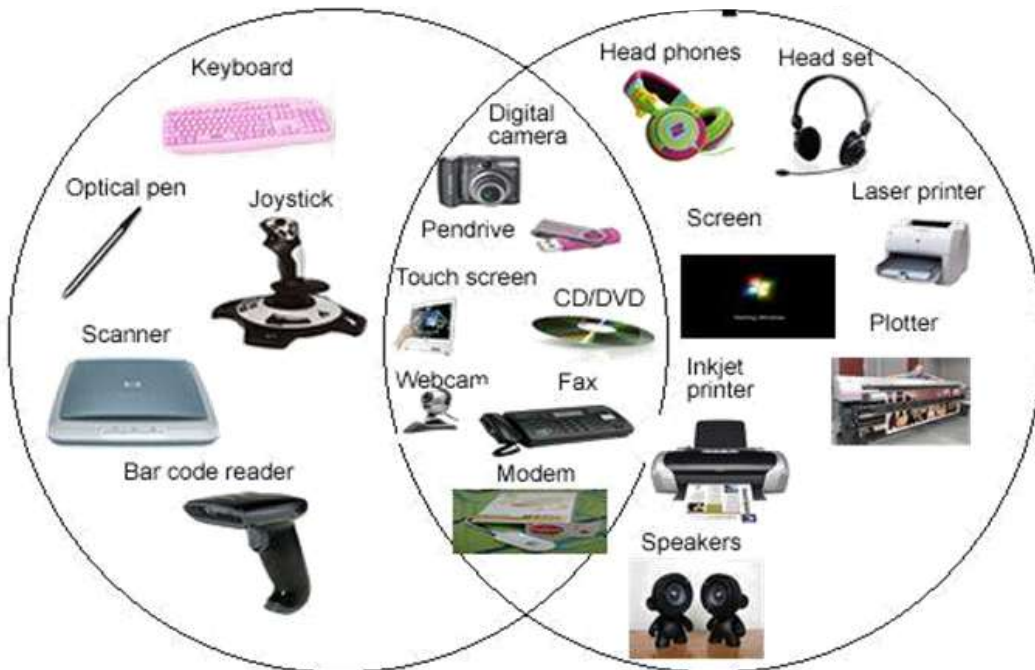 Keyboard
Head phones
Head set
Digital
camera
Optical pen
Joystick
Laser printer
Pendrive
Screen
Touch screen
CD/DVD
Scanner
Plotter
Webcam
Fax
Inkjet
printer
Bar code reader
Modem
Speakers